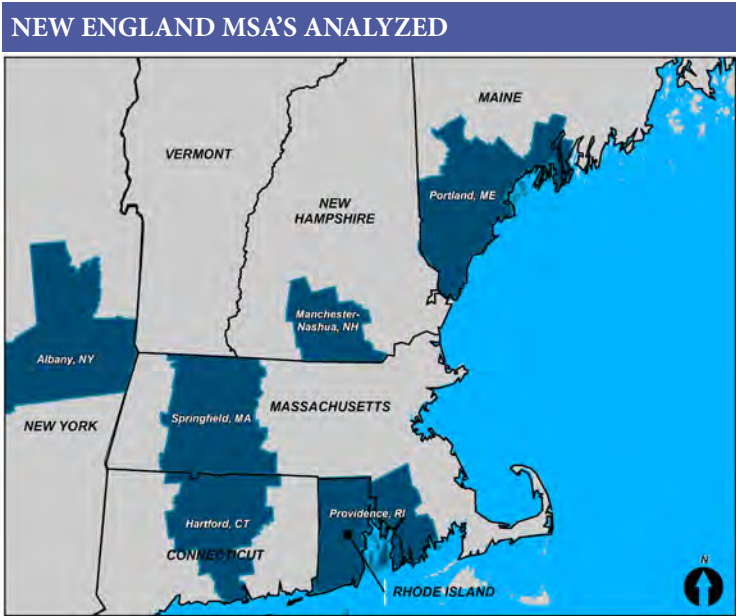 NEW ENGLAND MSA'S ANALYZED
MAINE
VERMONT
Portland, ME
NEW
HAMPSHIRE
Manchester-
Nashua, NH
Albany, NY
MASSACHUSETTS
Springfield, MA
NEW YORK
Providence, RI
Hartford, CT
CONNECTICUT
N
RHODE ISLAND